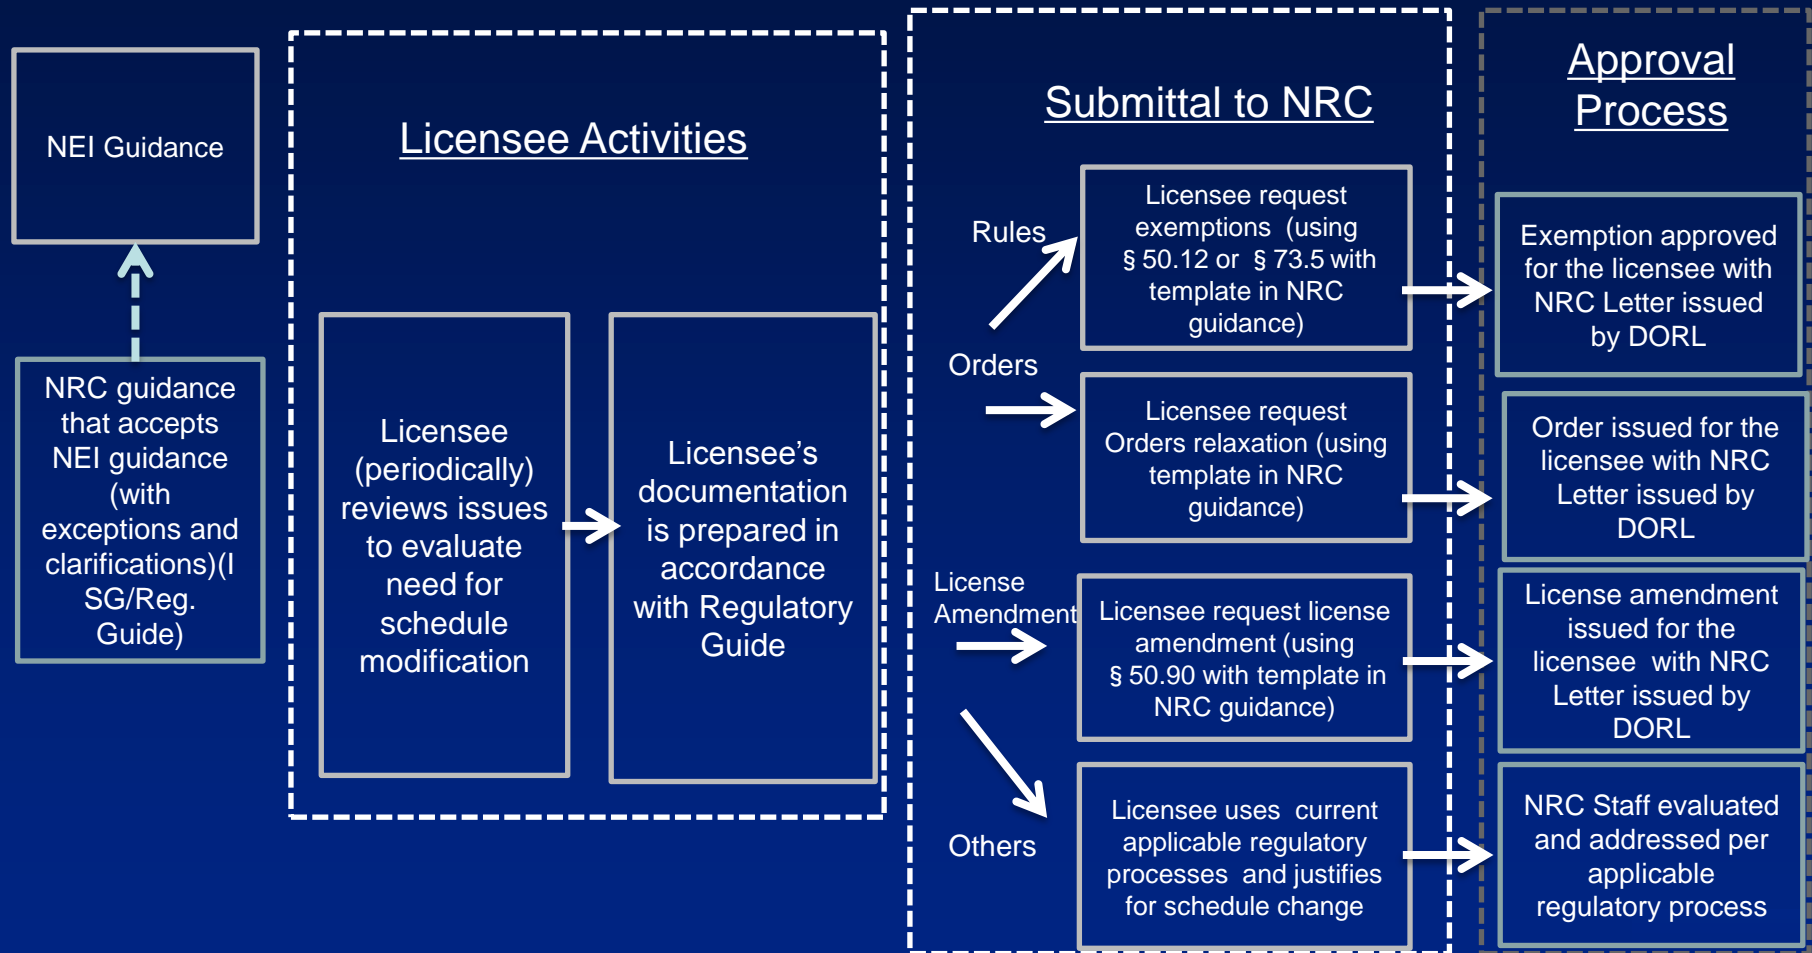 NEI Guidance
NRC guidance
that accepts
NEI guidance
(with
exceptions and
clarifications)(I
SG/Reg.
Guide)
Licensee Activities
Licensee
(periodically)
reviews issues
to evaluate
need for
schedule
modification
Licensee’s
documentation
is prepared in
accordance
with Regulatory
Guide
Submittal to NRC
Rules
Licensee request
exemptions (using
§ 50.12 or § 73.5 with
template in NRC
guidance)
Orders
Licensee request
Orders relaxation (using
template in NRC
guidance)
License
Amendment
Licensee request license
amendment (using
§ 50.90 with template in
NRC guidance)
Others
Licensee uses current
applicable regulatory
processes and justifies
for schedule change
Approval
Process
Exemption approved
for the licensee with
NRC Letter issued
by DORL
Order issued for the
licensee with NRC
Letter issued by
DORL
License amendment
issued for the
licensee with NRC
Letter issued by
DORL
NRC Staff evaluated
and addressed per
applicable
regulatory process